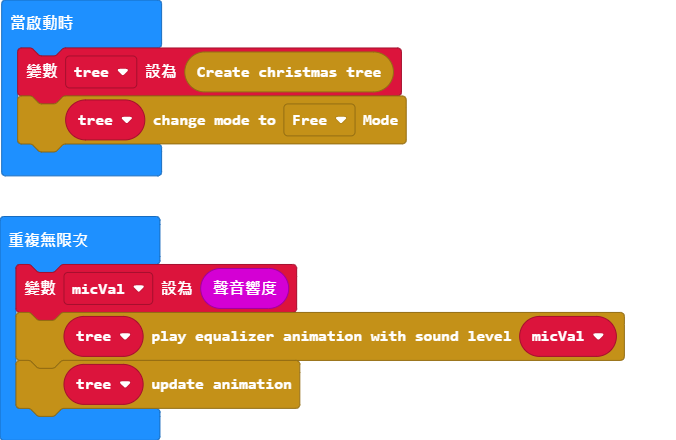 當啟動時
變數 tree 設為 Create christmas tree
tree change mode to Free Mode
重複無限次
變數 micVal 設為 聲音響度
tree play equalizer animation with sound level micVal
tree update animation